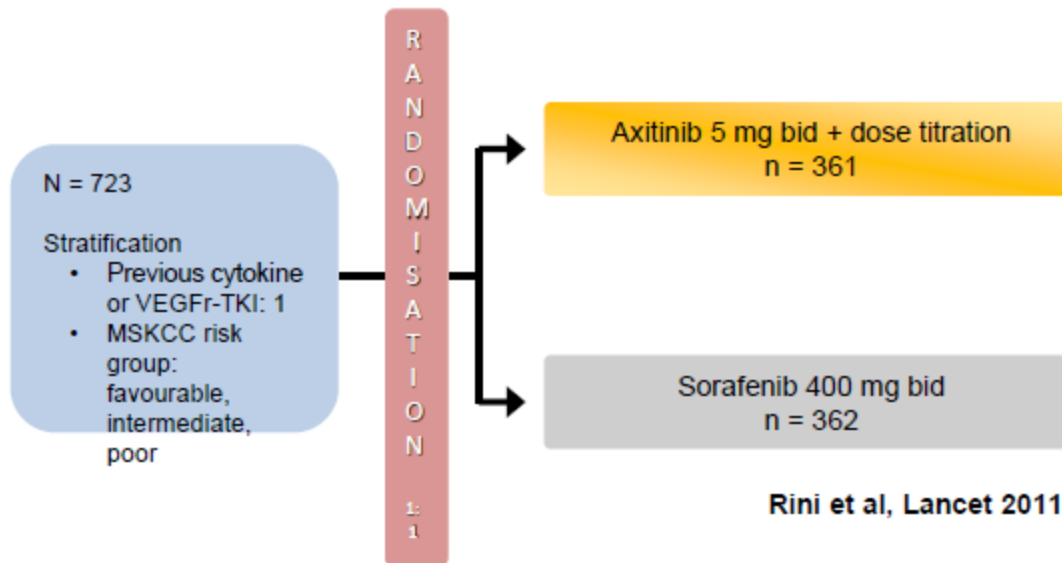 N = 723
Stratification
• Previous cytokine
or VEGFr-TKI: 1
• MSKCC risk
group:
favourable,
intermediate,
poor
R
A
N
D
O
M
I
S
A
T
I
O
N
1:
1
Axitinib 5 mg bid + dose titration
n = 361
Sorafenib 400 mg bid
n = 362
Rini et al, Lancet 2011